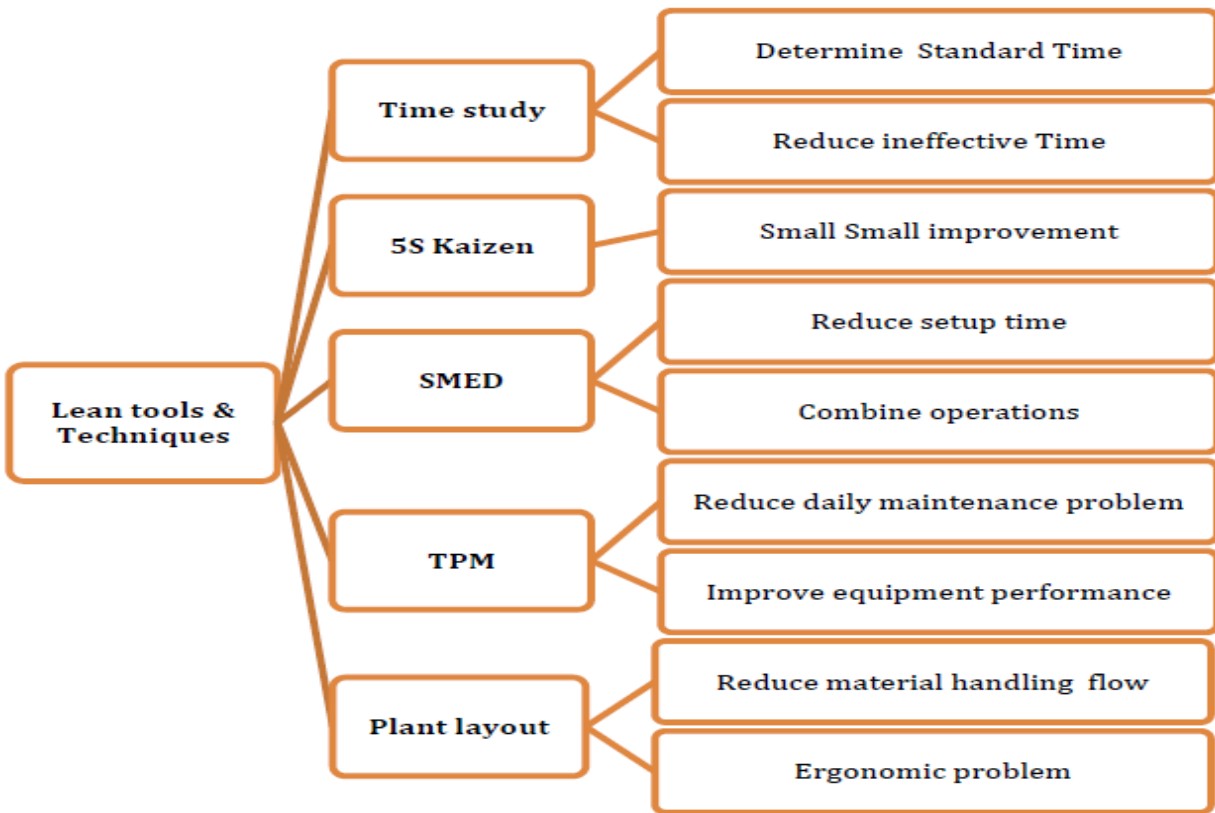 Lean tools &
Techniques
Time study
Determine Standard Time
Reduce ineffective Time
5S Kaizen
Small Small improvement
SMED
Reduce setup time
Combine operations
TPM
Reduce daily maintenance problem
Improve equipment performance
Plant layout
Reduce material handling flow
Ergonomic problem